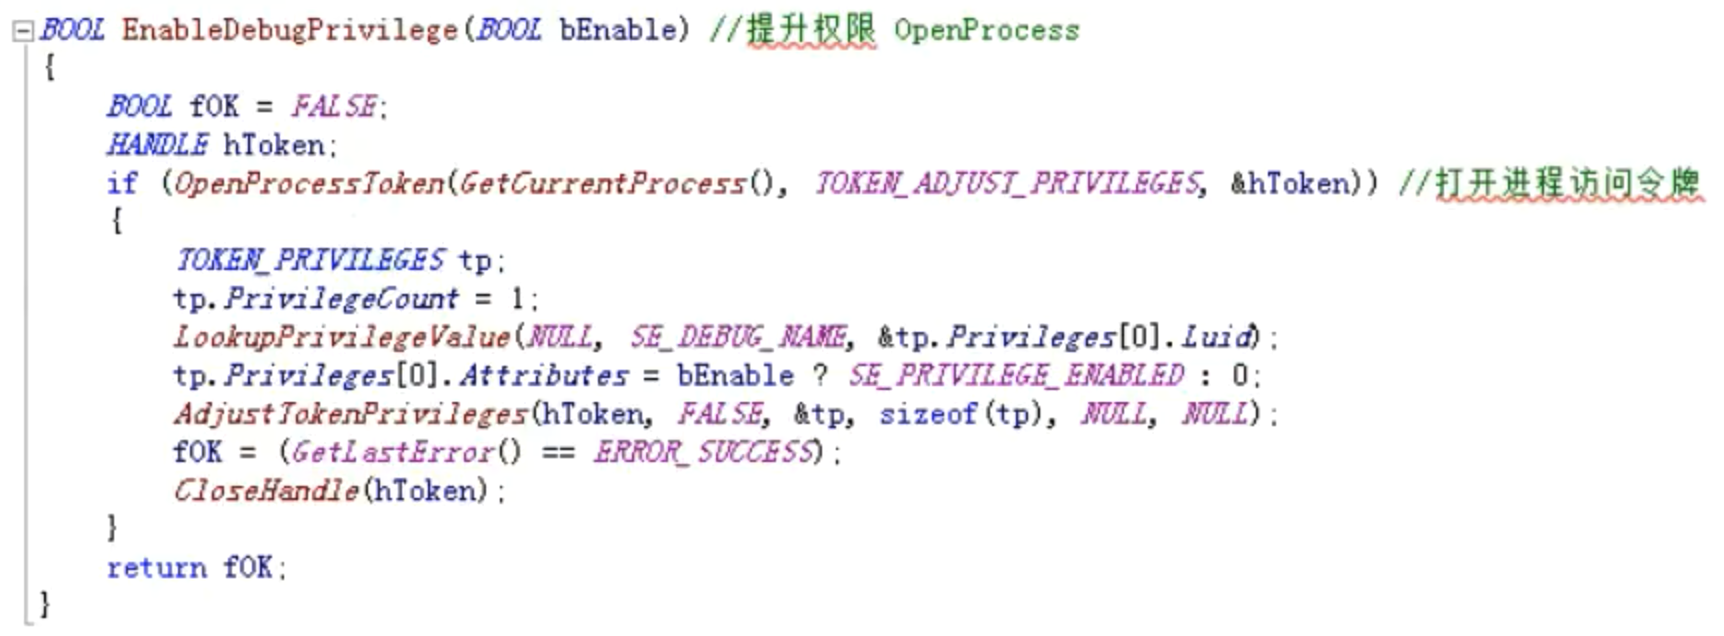 BOOL EnableDebugPrivilege(BOOL bEnable) //提升权限 OpenProcess
{
BOOL fOK = FALSE;
HANDLE hToken;
if (OpenProcessToken(GetCurrentProcess(), TOKEN_ADJUST_PRIVILEGES, &hToken)) //打开进程访问令牌
{
TOKEN_PRIVILEGES tp;
tp.PrivilegeCount = 1;
LookupPrivilegeValue(NULL, SE_DEBUG_NAME, &tp.Privileges[0].Luid);
tp.Privileges[0].Attributes = bEnable ? SE_PRIVILEGE_ENABLED : 0;
AdjustTokenPrivileges(hToken, FALSE, &tp, sizeof(tp), NULL, NULL);
fOK = (GetLastError() == ERROR_SUCCESS);
CloseHandle(hToken);
}
return fOK;
}